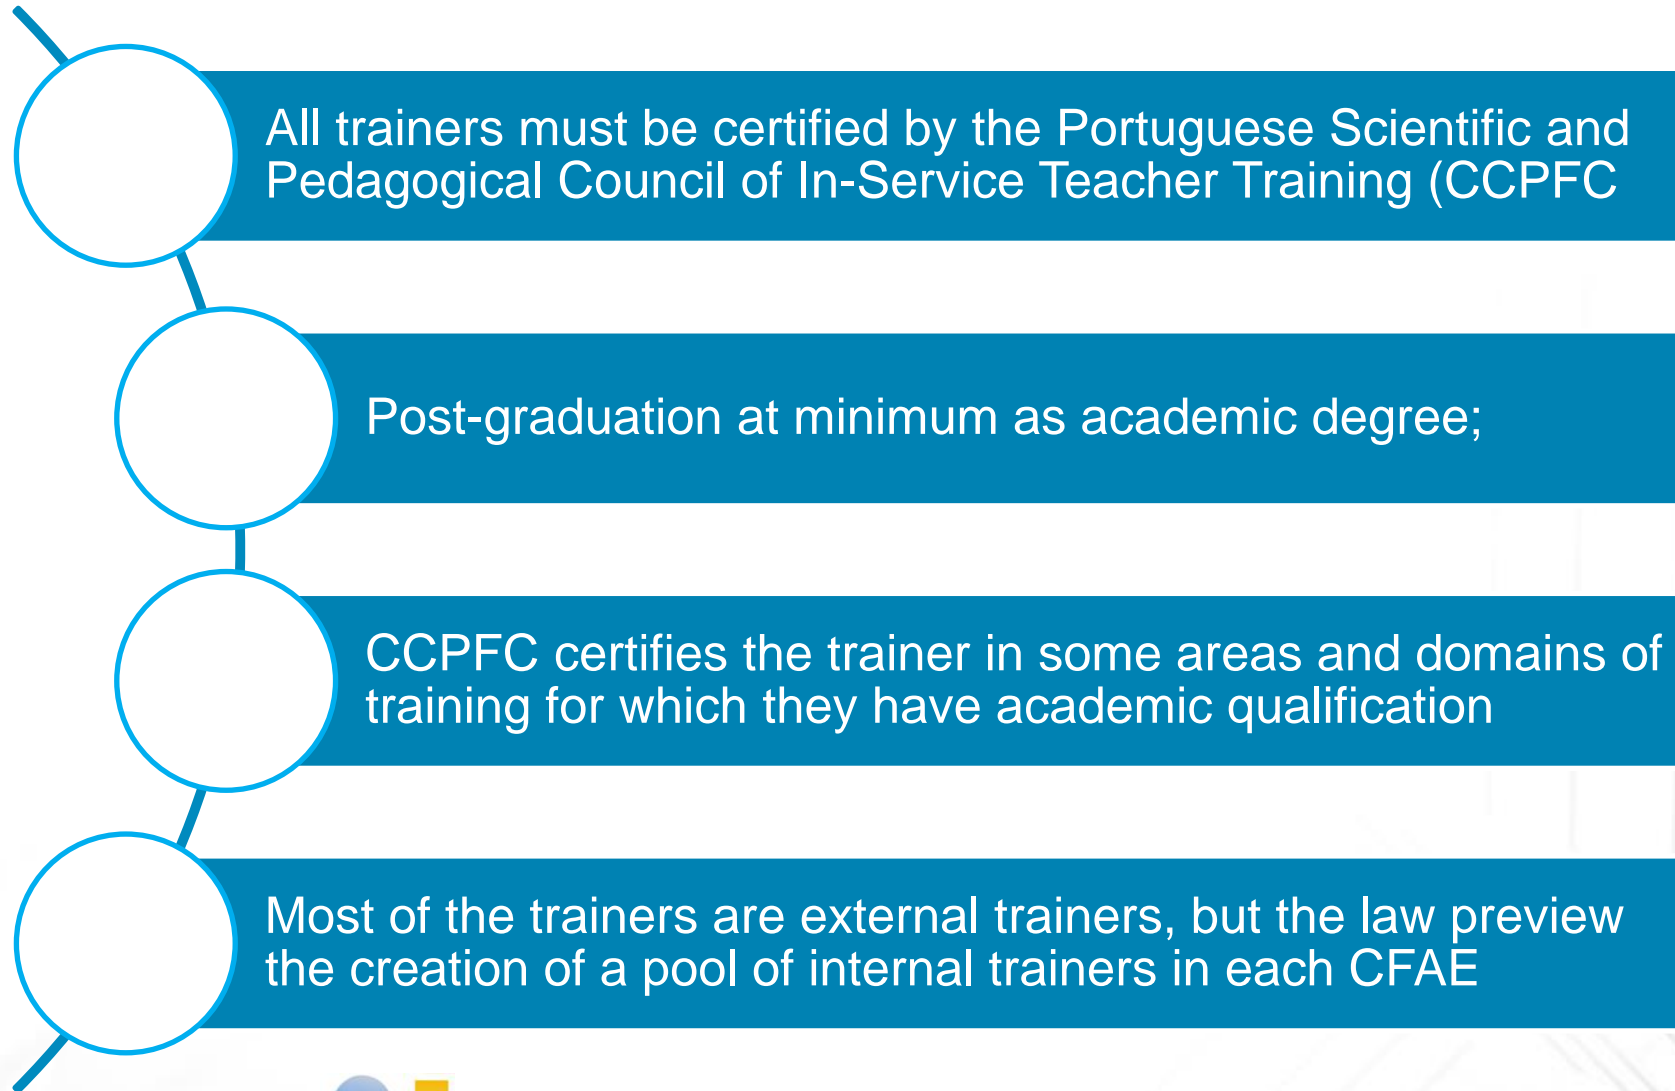 All trainers must be certified by the Portuguese Scientific and
Pedagogical Council of In-Service Teacher Training (CCPFC
Post-graduation at minimum as academic degree;
CCPFC certifies the trainer in some areas and domains of
training for which they have academic qualification
Most of the trainers are external trainers, but the law preview
the creation of a pool of internal trainers in each CFAE